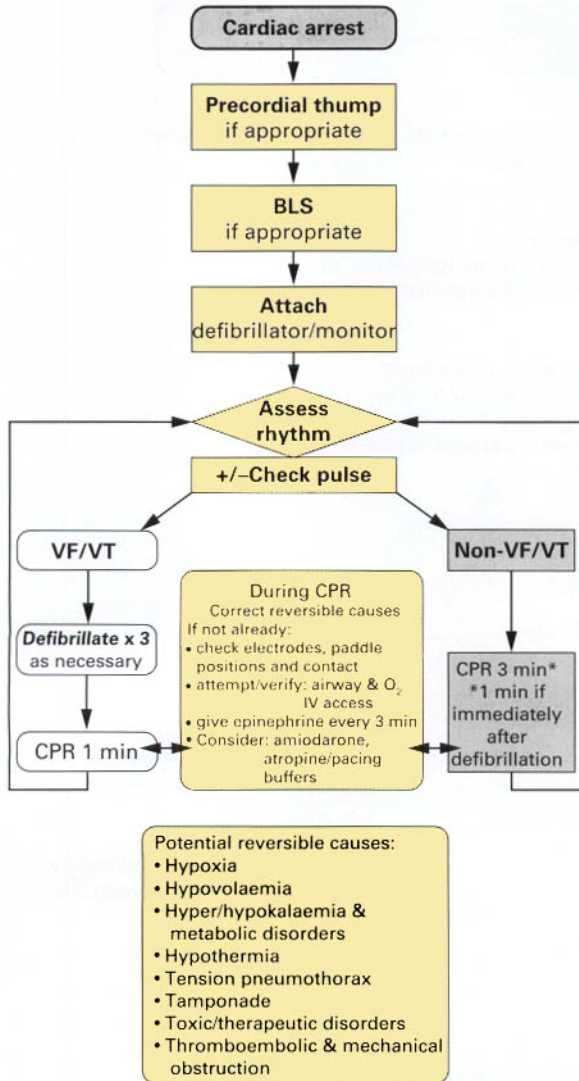 Cardiac arrest
Precordial thump
if appropriate
BLS
if appropriate
Attach
defibrillator/monitor
Assess
rhythm
+/–Check pulse
VF/VT
Non-VF/VT
Defibrillate x 3
as necessary
CPR 1 min
During CPR
Correct reversible causes
If not already:
• check electrodes, paddle
positions and contact
• attempt/verify: airway & O₂
IV access
• give epinephrine every 3 min
• Consider: amiodarone,
atropine/pacing
buffers
CPR 3 min*
*1 min if
immediately
after
defibrillation
Potential reversible causes:
• Hypoxia
• Hypovolaemia
• Hyper/hypokalaemia &
metabolic disorders
• Hypothermia
• Tension pneumothorax
• Tamponade
• Toxic/therapeutic disorders
• Thromboembolic & mechanical
obstruction